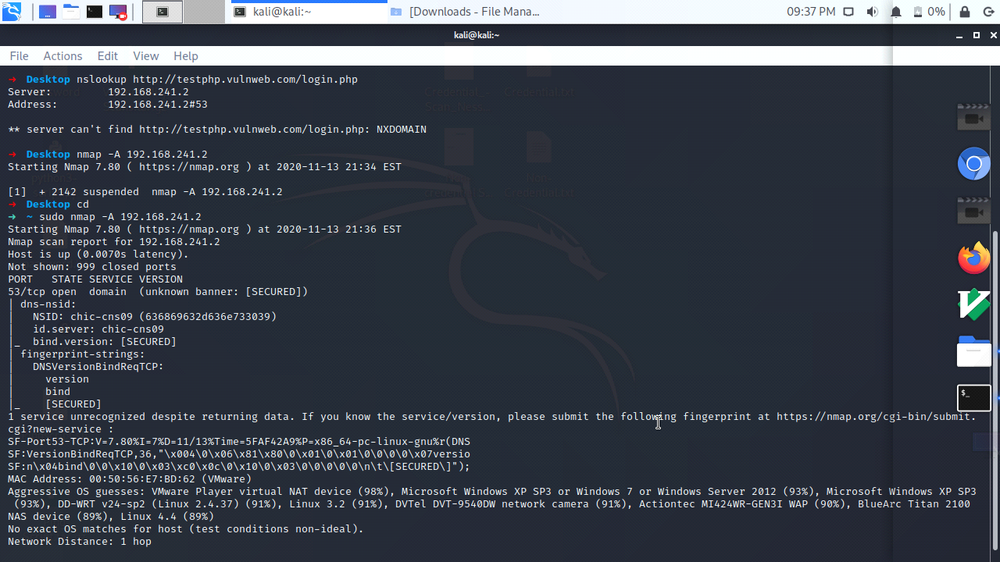 kali@kali:~
[Downloads - File Mana...
09:37 PM
0%
kali@kali:~
File Actions Edit View Help
→ Desktop nslookup http://testphp.vulnweb.com/login.php
Server:         192.168.241.2
Address:        192.168.241.2#53
** server can't find http://testphp.vulnweb.com/login.php: NXDOMAIN
→ Desktop nmap -A 192.168.241.2
Starting Nmap 7.80 ( https://nmap.org ) at 2020-11-13 21:34 EST
[1]  + 2142 suspended  nmap -A 192.168.241.2
→ Desktop cd
→ ~ sudo nmap -A 192.168.241.2
Starting Nmap 7.80 ( https://nmap.org ) at 2020-11-13 21:36 EST
Nmap scan report for 192.168.241.2
Host is up (0.0070s latency).
Not shown: 999 closed ports
PORT   STATE SERVICE VERSION
53/tcp open  domain  (unknown banner: [SECURED])
| dns-nsid:
|   NSID: chic-cns09 (636869632d636e733039)
|   id.server: chic-cns09
|_  bind.version: [SECURED]
| fingerprint-strings:
|   DNSVersionBindReqTCP:
|     version
|     bind
|_    [SECURED]
1 service unrecognized despite returning data. If you know the service/version, please submit the following fingerprint at https://nmap.org/cgi-bin/submit.
cgi?new-service :
SF-Port53-TCP:V=7.80%I=7%D=11/13%Time=5FAF42A9%P=x86_64-pc-linux-gnu%r(DNS
SF:VersionBindReqTCP,36,"\x004\0\x06\x81\x80\0\x01\0\x01\0\0\0\0\x07versio
SF:n\x04bind\0\0\x10\0\x03\xc0\x0c\0\x10\0\x03\0\0\0\0\0\n\t\[SECURED\]");
MAC Address: 00:50:56:E7:BD:62 (VMware)
Aggressive OS guesses: VMware Player virtual NAT device (98%), Microsoft Windows XP SP3 or Windows 7 or Windows Server 2012 (93%), Microsoft Windows XP SP3
(93%), DD-WRT v24-sp2 (Linux 2.4.37) (91%), Linux 3.2 (91%), DVTel DVT-9540DW network camera (91%), Actiontec MI424WR-GEN3I WAP (90%), BlueArc Titan 2100
NAS device (89%), Linux 4.4 (89%)
No exact OS matches for host (test conditions non-ideal).
Network Distance: 1 hop